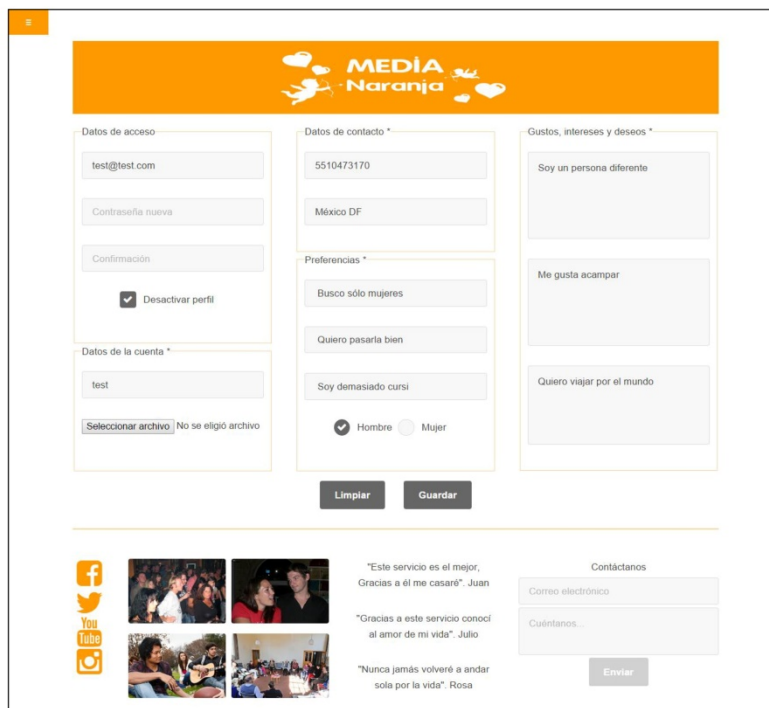 MEDIA
Naranja
Datos de acceso
test@test.com
Contraseña nueva
Confirmación
Desactivar perfil
Datos de la cuenta *
test
Seleccionar archivo No se eligió archivo
Datos de contacto *
5510473170
México DF
Preferencias *
Busco sólo mujeres
Quiero pasarla bien
Soy demasiado cursi
Hombre
Mujer
Gustos, intereses y deseos *
Soy un persona diferente
Me gusta acampar
Quiero viajar por el mundo
Limpiar
Guardar
You
Tube
"Este servicio es el mejor,
Gracias a él me casaré". Juan
"Gracias a este servicio conocí
al amor de mi vida". Julio
"Nunca jamás volveré a andar
sola por la vida". Rosa
Contáctanos
Correo electrónico
Cuéntanos...
Enviar